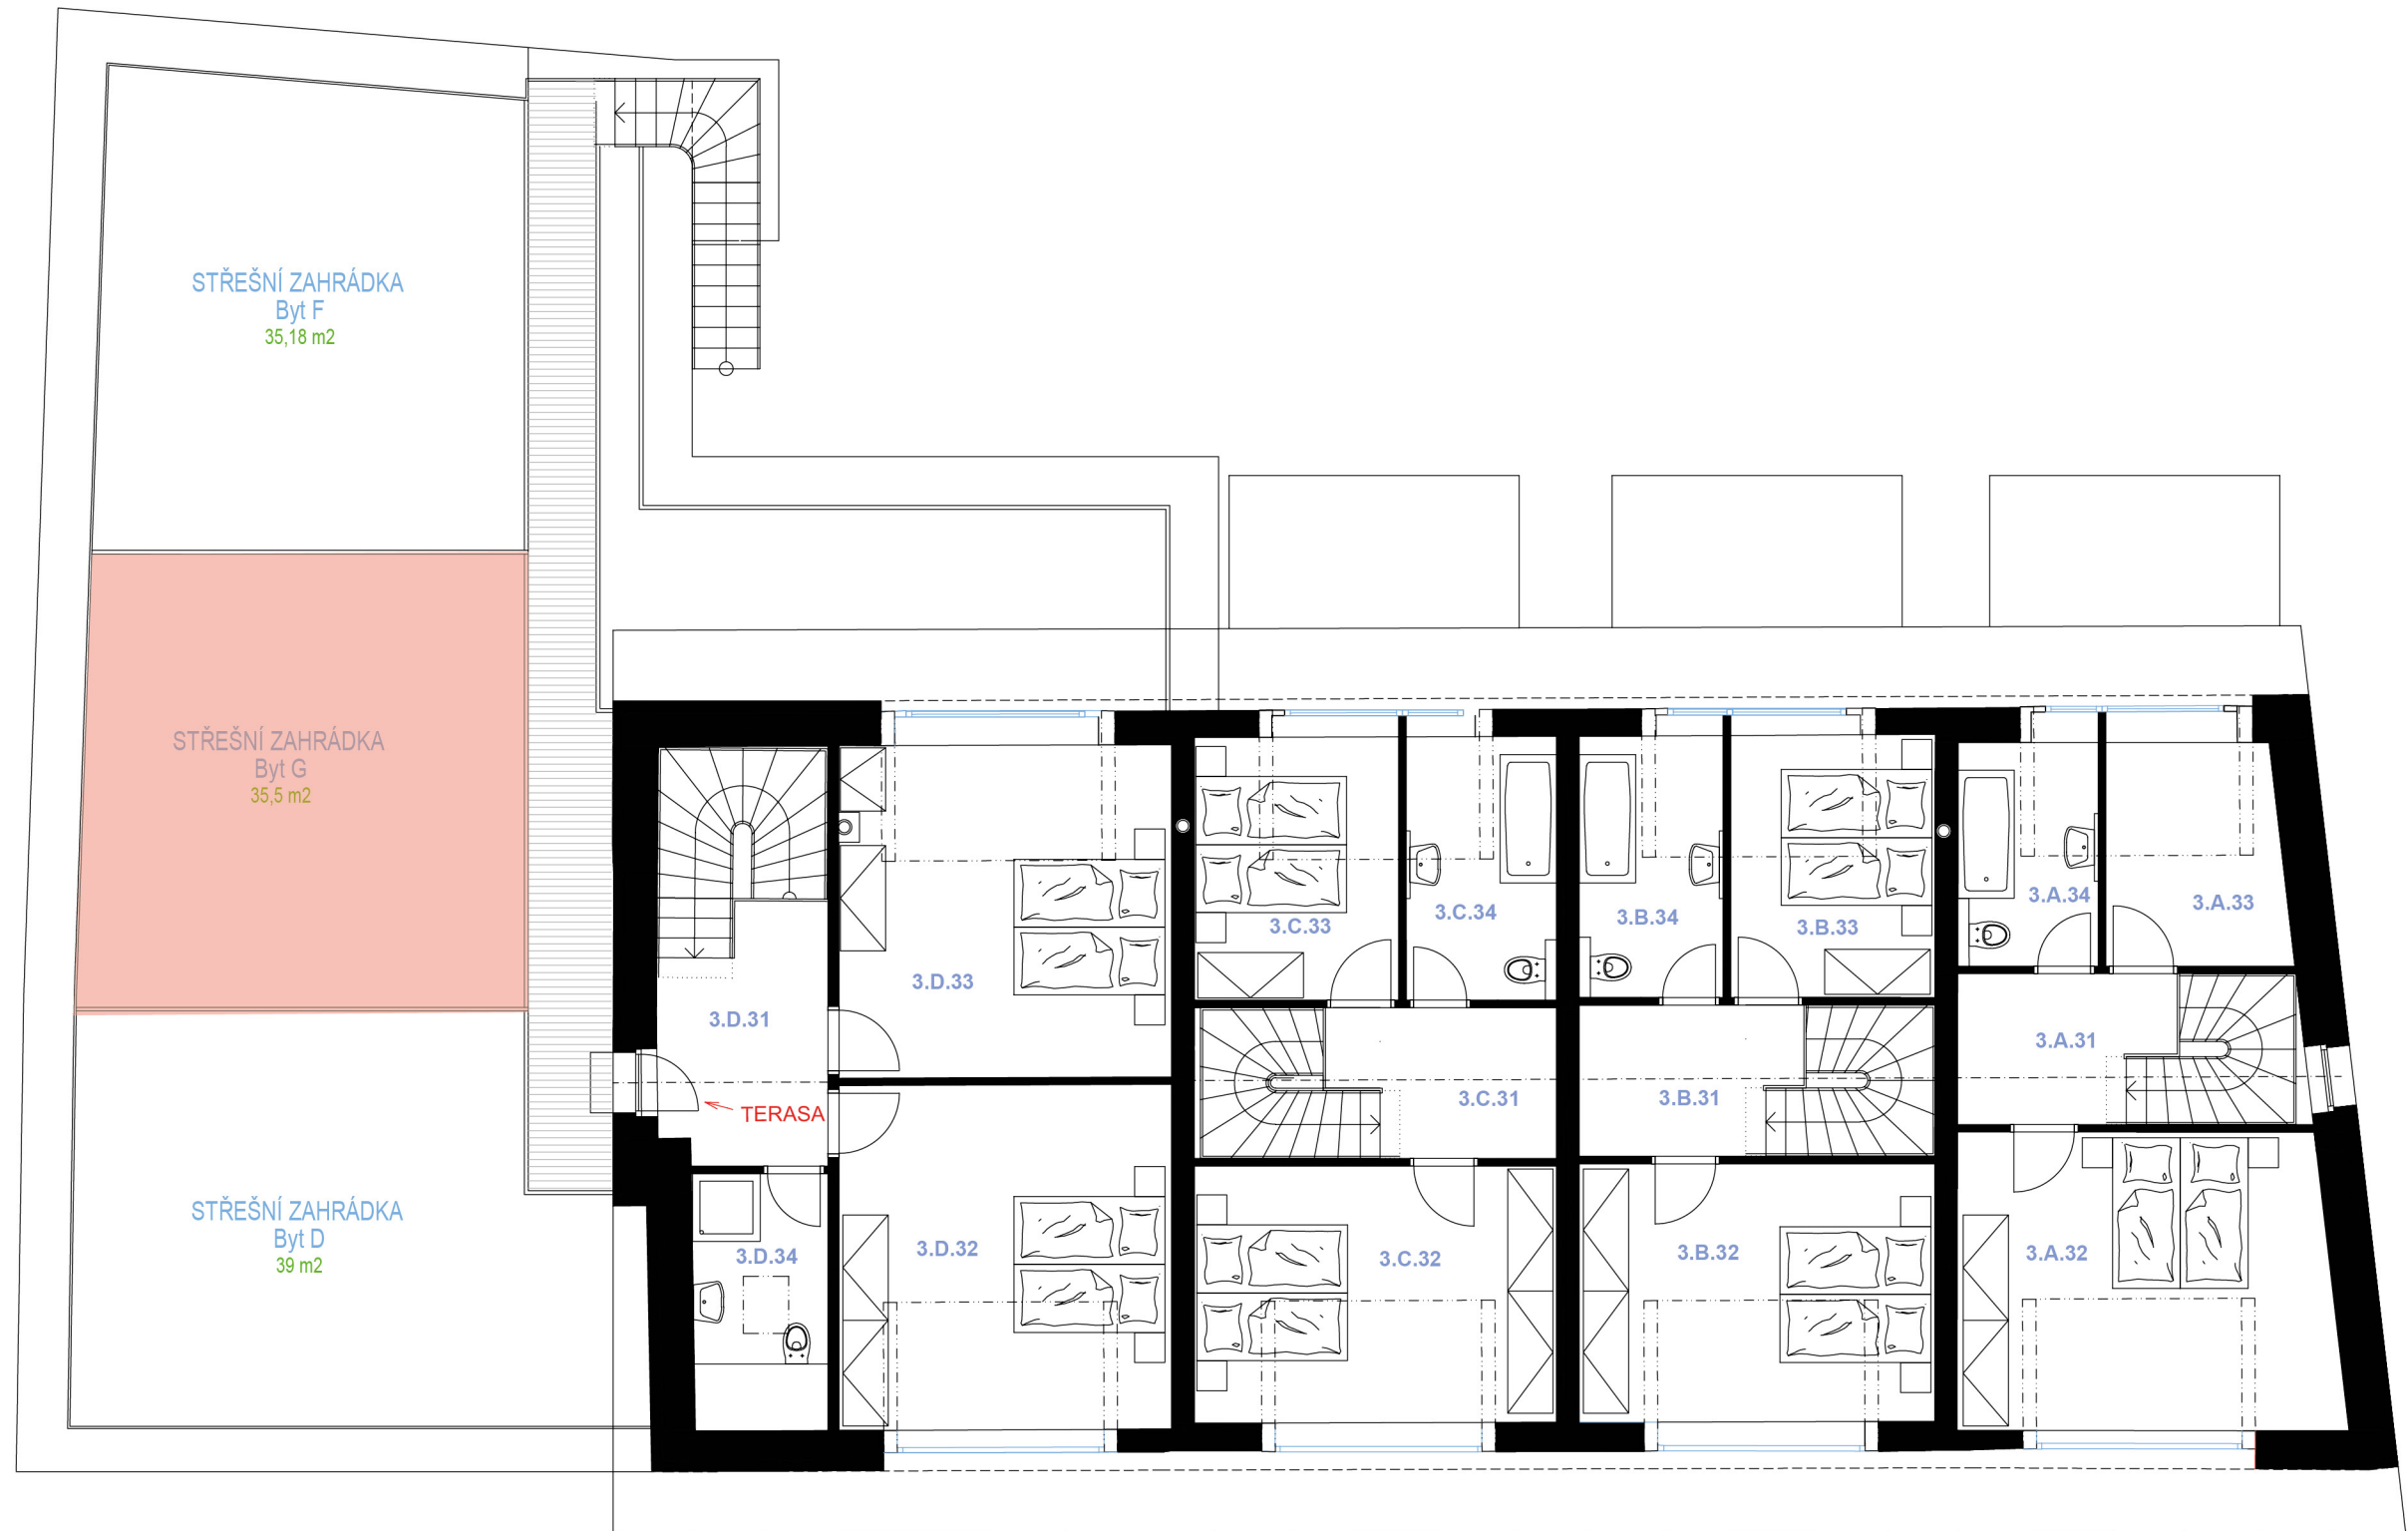 STŘEŠNÍ ZAHRÁDKA
Byt F
35,18 m2
STŘEŠNÍ ZAHRÁDKA
Byt G
35,5 m2
STŘEŠNÍ ZAHRÁDKA
Byt D
39 m2
3.D.31
TERASA
3.D.33
3.D.34
3.D.32
3.C.33
3.C.34
3.C.31
3.C.32
3.B.34
3.B.33
3.B.31
3.B.32
3.A.34
3.A.33
3.A.31
3.A.32